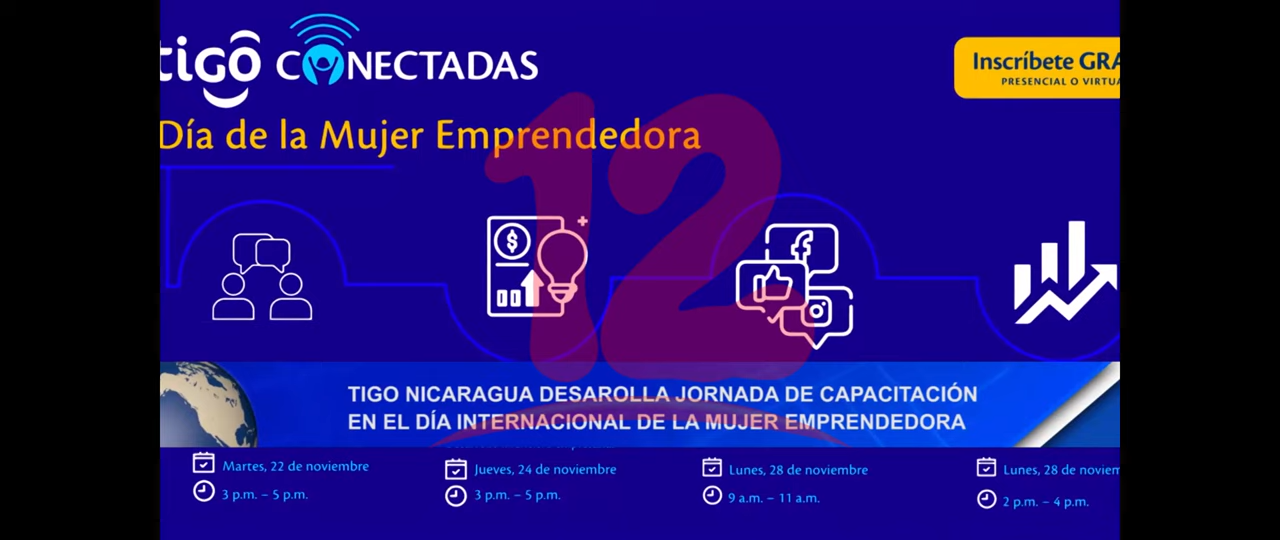 tigo CONECTADAS
Inscríbete GRA
PRESENCIAL O VIRTUA
Día de la Mujer Emprendedora
12
TIGO NICARAGUA DESAROLLA JORNADA DE CAPACITACIÓN
EN EL DÍA INTERNACIONAL DE LA MUJER EMPRENDEDORA
Martes, 22 de noviembre
3 p.m. – 5 p.m.
Jueves, 24 de noviembre
3 p.m. – 5 p.m.
Lunes, 28 de noviembre
9 a.m. – 11 a.m.
Lunes, 28 de noviem
2 p.m. – 4 p.m.